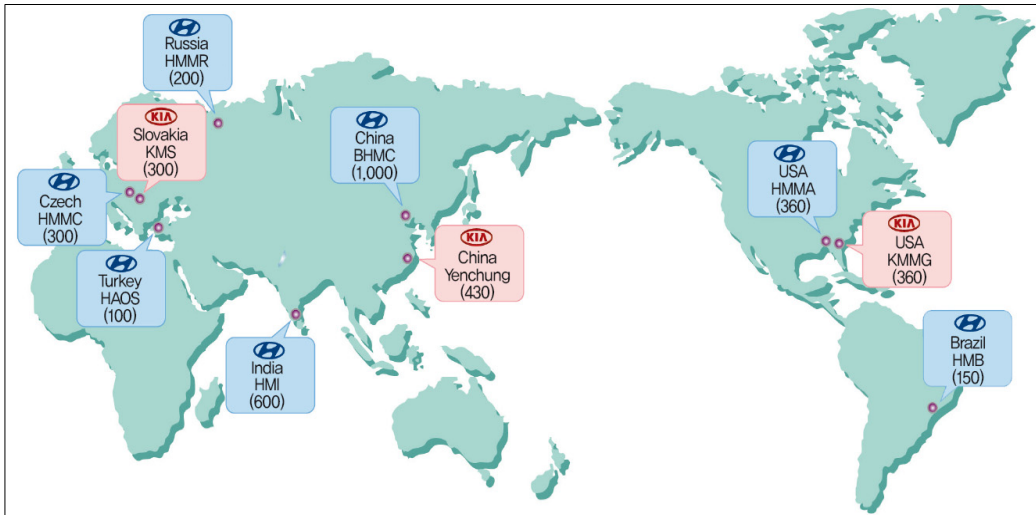 Russia
HMMR
(200)
KIA
Slovakia
KMS
(300)
Czech
HMMC
(300)
Turkey
HAOS
(100)
India
HMI
(600)
China
BHMC
(1,000)
KIA
China
Yenchung
(430)
USA
HMMA
(360)
KIA
USA
KMMG
(360)
Brazil
HMB
(150)